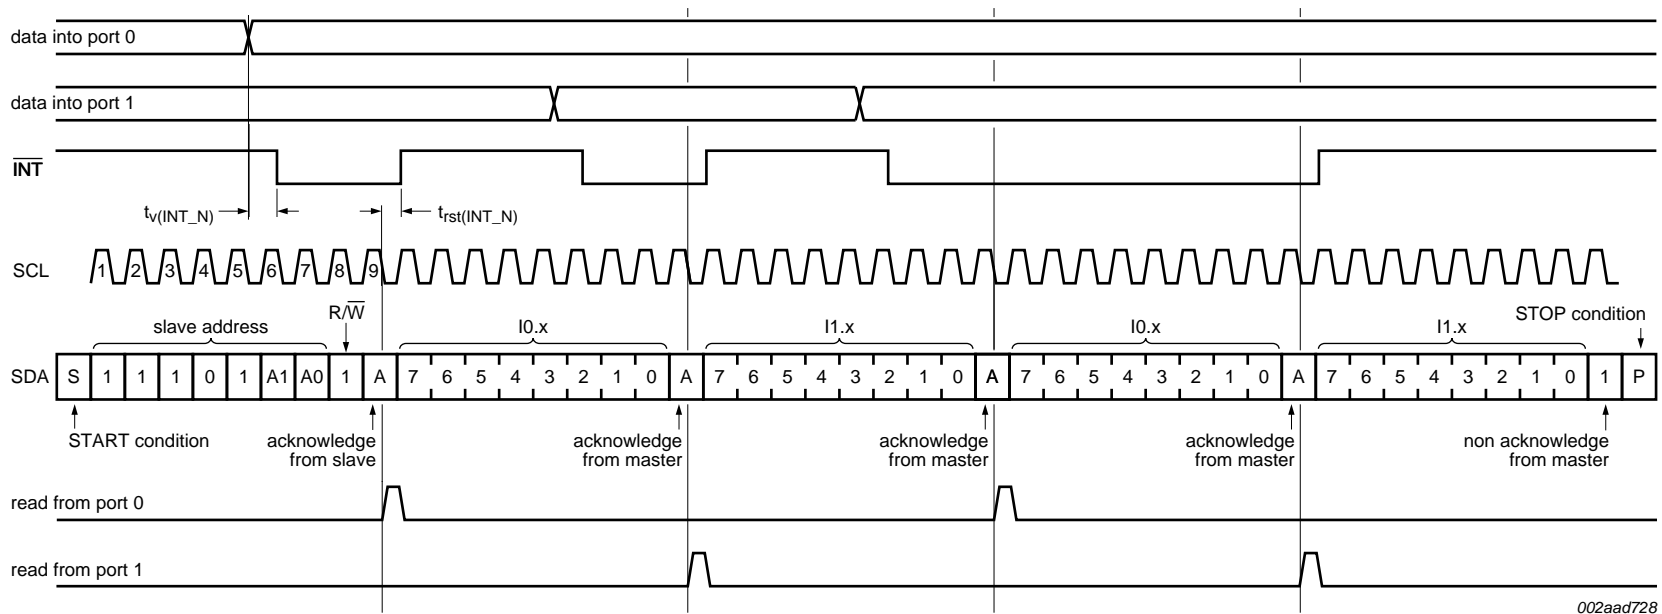 data into port 0
data into port 1
INT
tv(INT_N)
trst(INT_N)
SCL
1 2 3 4 5 6 7 8 9
R/W
slave address
I0.x
I1.x
I0.x
I1.x
STOP condition
SDA S 1 1 1 0 1 A1 A0 1 A 7 6 5 4 3 2 1 0 A 7 6 5 4 3 2 1 0 A 7 6 5 4 3 2 1 0 A 7 6 5 4 3 2 1 0 1 P
START condition
acknowledge
from slave
acknowledge
from master
acknowledge
from master
acknowledge
from master
non acknowledge
from master
read from port 0
read from port 1
002aad728